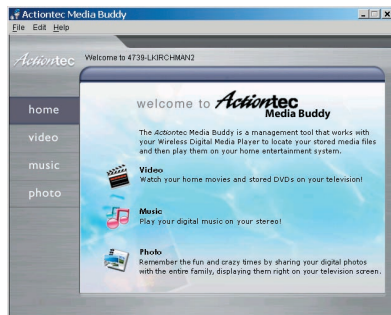 Actiontec Media Buddy
File Edit Help
Actiontec
Welcome to 4739-LKIRCHMAN2
home
video
music
photo
welcome to Actiontec
Media Buddy
The Actiontec Media Buddy is a management tool that works with
your Wireless Digital Media Player to locate your stored media files
and then play them on your home entertainment system.
Video
Watch your home movies and stored DVDs on your television!
Music
Play your digital music on your stereo!
Photo
Remember the fun and crazy times by sharing your digital photos
with the entire family, displaying them right on your television screen.